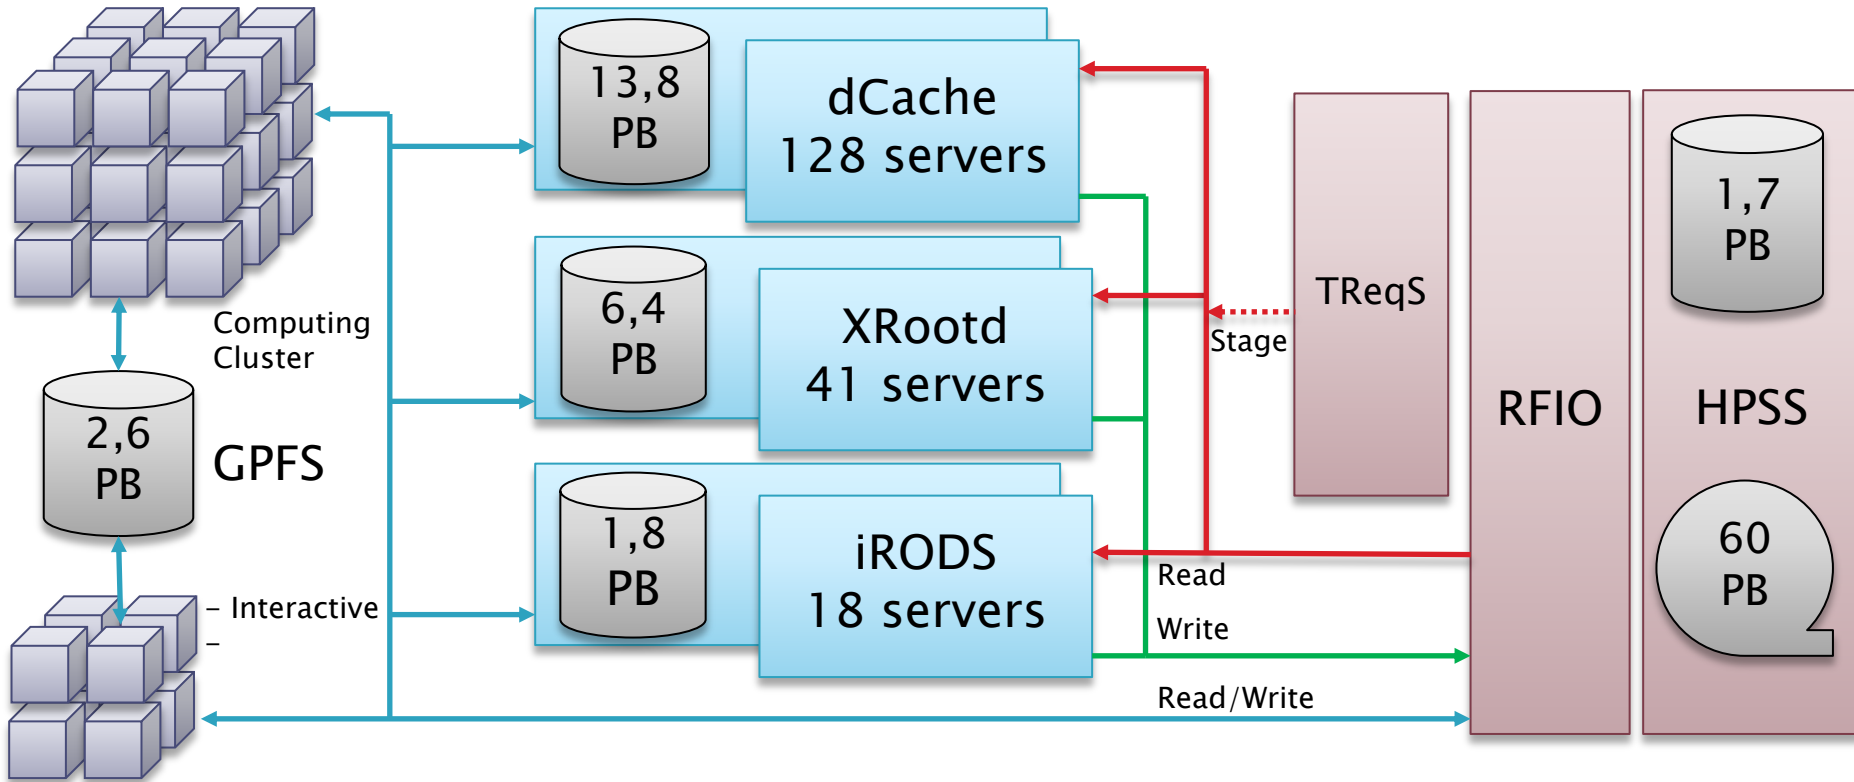 13,8
PB
dCache
128 servers
6,4
PB
XRootd
41 servers
1,8
PB
iRODS
18 servers
Computing
Cluster
2,6
PB
GPFS
– Interactive
–
Stage
Read
Write
Read/Write
TReqS
RFIO
1,7
PB
HPSS
60
PB